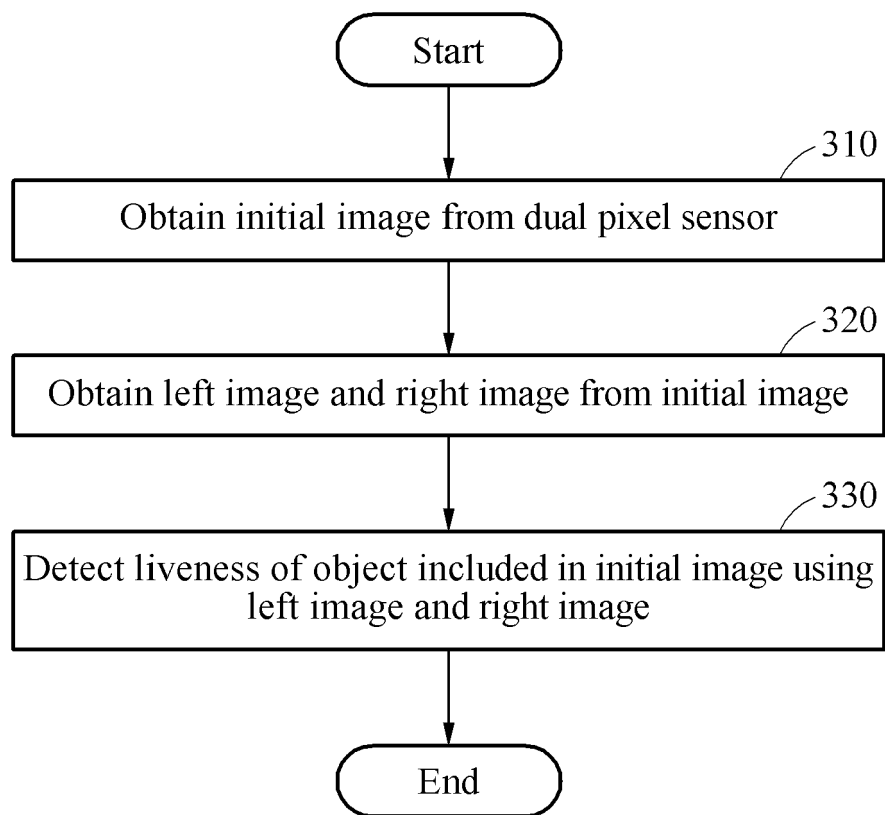 Start
310
Obtain initial image from dual pixel sensor
320
Obtain left image and right image from initial image
330
Detect liveness of object included in initial image using
left image and right image
End